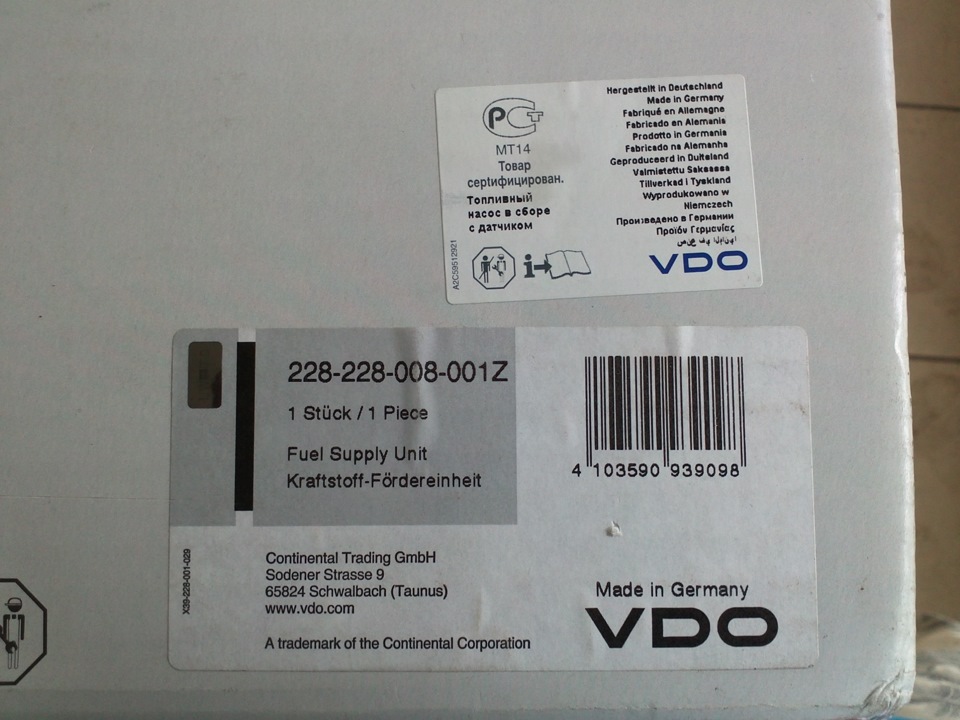 Hergestellt in Deutschland
Made in Germany
Fabriqué en Allemagne
Fabricado en Alemania
Prodotto in Germania
Fabricado na Alemanha
Geproduceerd in Duitsland
Valmistettu Saksassa
Tillverkad i Tyskland
Wyprodukowano w
Niemczech
Произведено в Германии
Προϊόν Γερμανίας
VDO
РСТ
MT14
Товар
сертифицирован.
Топливный
насос в сборе
с датчиком
A2C59512921
i
228-228-008-001Z
1 Stück / 1 Piece
Fuel Supply Unit
Kraftstoff-Fördereinheit
4 103590 939098
X39-228-001-029
Continental Trading GmbH
Sodener Strasse 9
65824 Schwalbach (Taunus)
www.vdo.com
A trademark of the Continental Corporation
Made in Germany
VDO